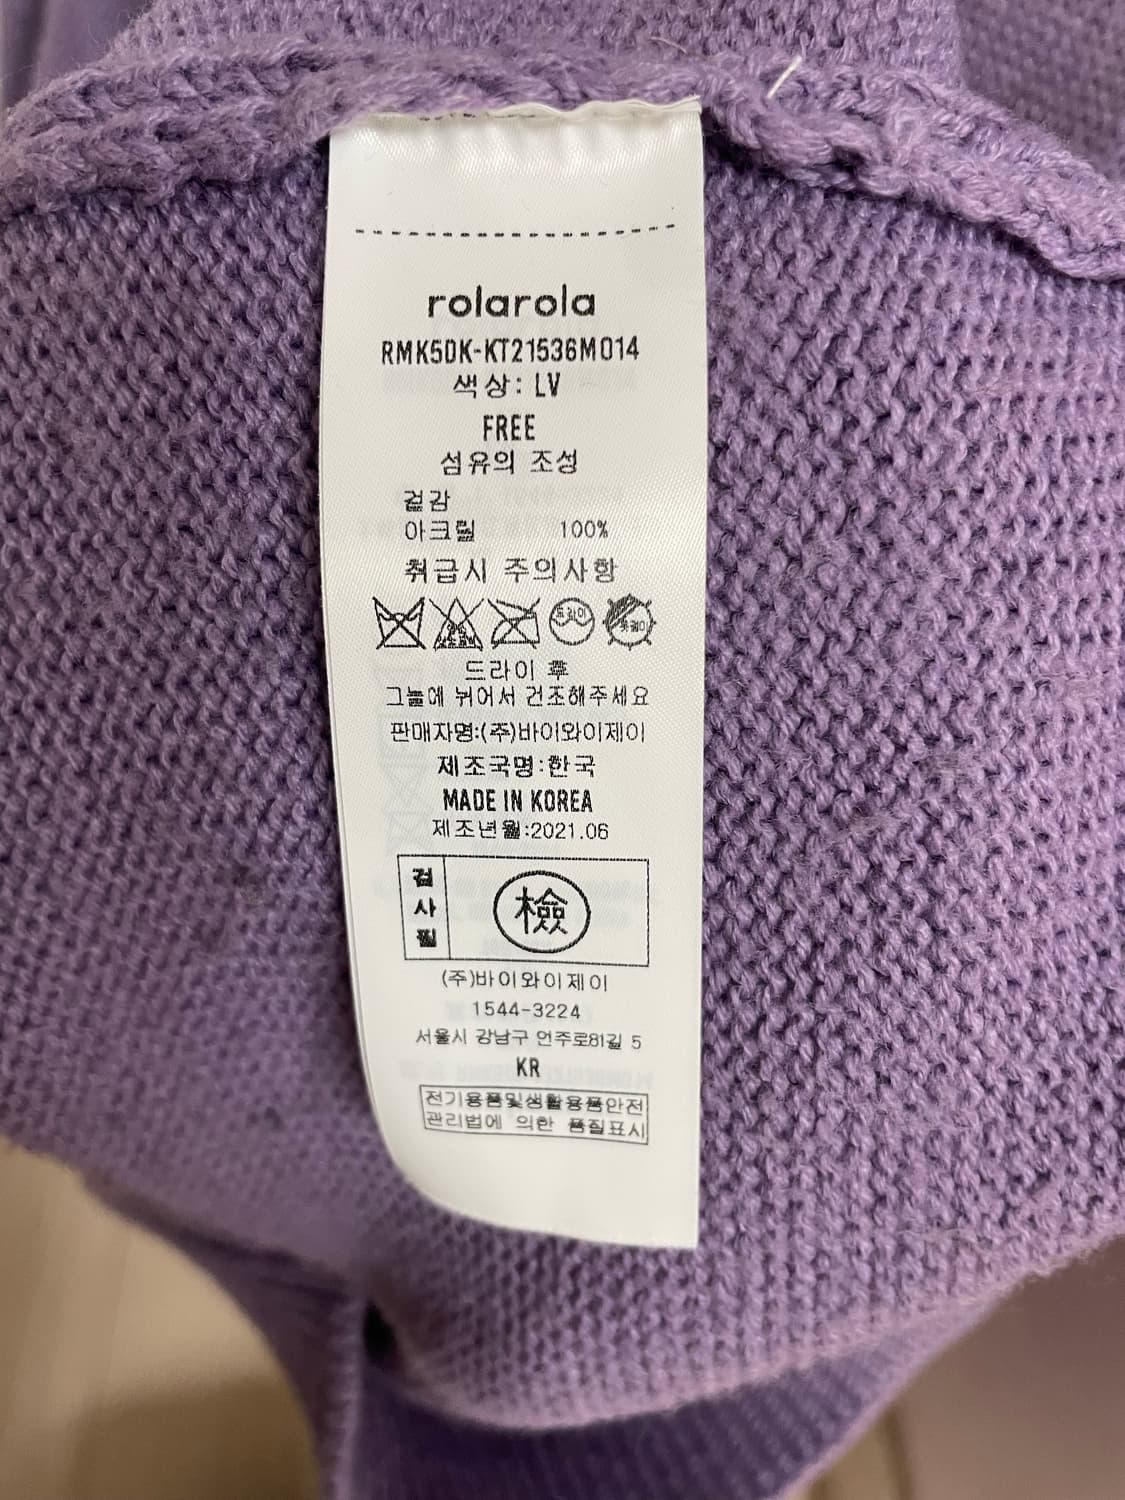 rolarola
RMK5DK-KT21536M014
색상: LV
FREE
섬유의 조성
겉감
아크릴 100%
취급시 주의사항
드라이
옷걸이
드라이 후
그늘에 뉘어서 건조해주세요
판매자명:(주)바이와이제이
제조국명:한국
MADE IN KOREA
제조년월:2021.06
검사필
檢
(주)바이와이제이
1544-3224
서울시 강남구 언주로81길 5
KR
전기용품및생활용품안전
관리법에 의한 품질표시